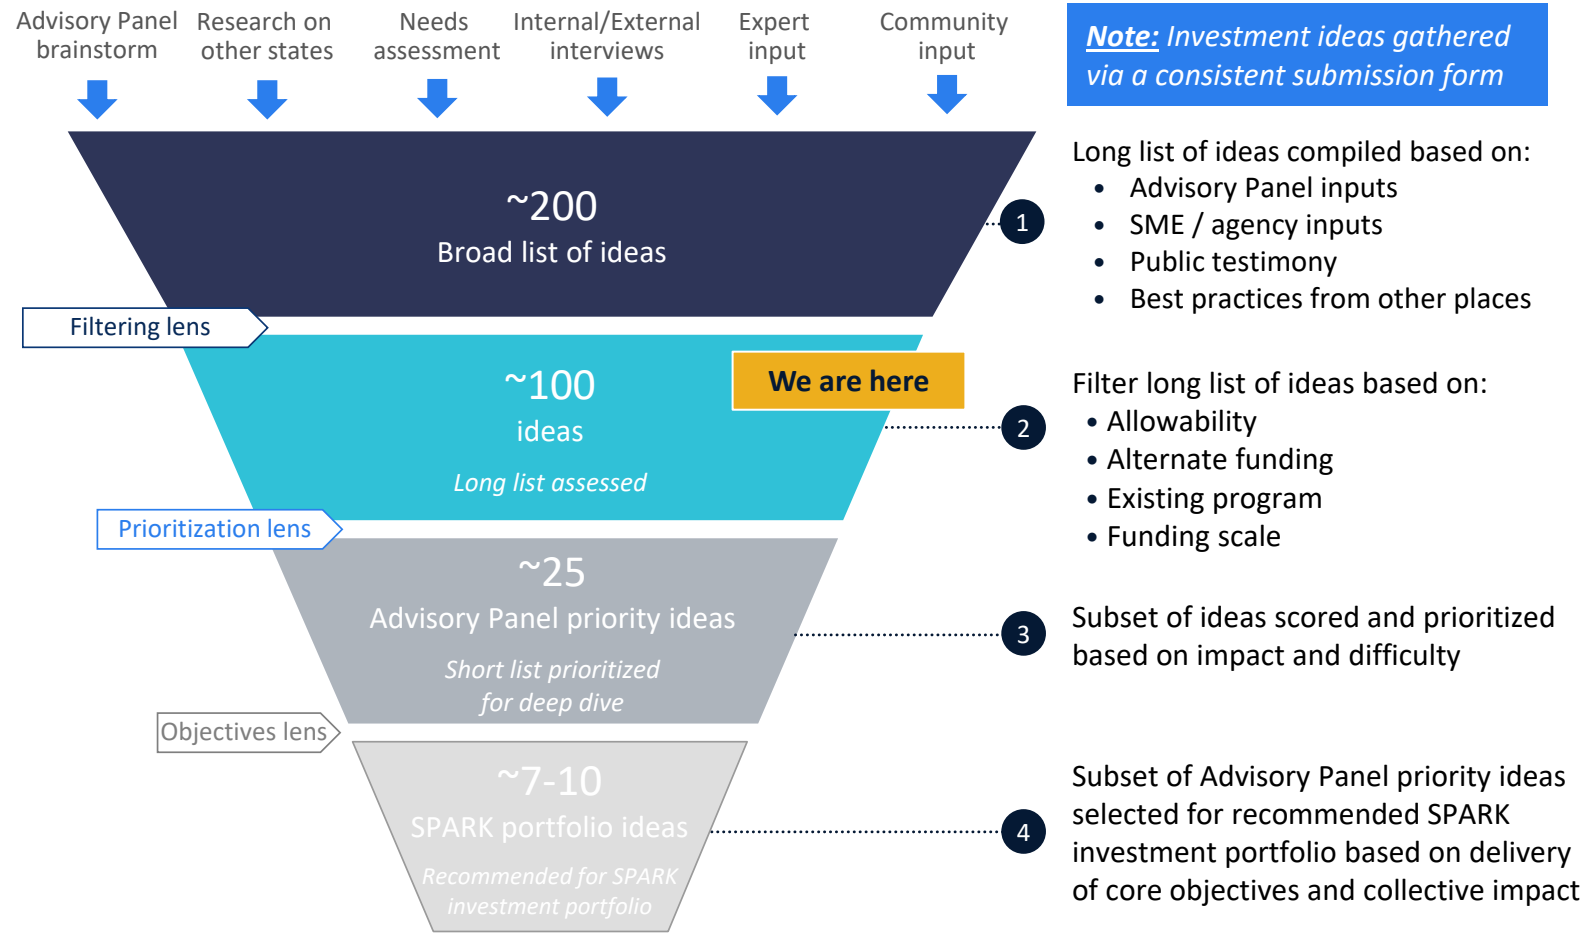 Advisory Panel
brainstorm
Research on
other states
Needs
assessment
Internal/External
interviews
Expert
input
Community
input
Note: Investment ideas gathered
via a consistent submission form
~200
Broad list of ideas
1
Long list of ideas compiled based on:
• Advisory Panel inputs
• SME / agency inputs
• Public testimony
• Best practices from other places
Filtering lens
~100
ideas
Long list assessed
We are here
2
Filter long list of ideas based on:
• Allowability
• Alternate funding
• Existing program
• Funding scale
Prioritization lens
~25
Advisory Panel priority ideas
Short list prioritized
for deep dive
3
Subset of ideas scored and prioritized
based on impact and difficulty
Objectives lens
~7-10
SPARK portfolio ideas
Recommended for SPARK
investment portfolio
4
Subset of Advisory Panel priority ideas
selected for recommended SPARK
investment portfolio based on delivery
of core objectives and collective impact